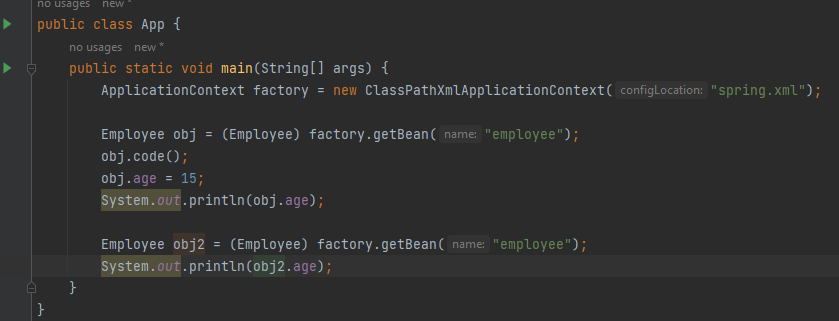 no usages   new *
public class App {
no usages   new *
public static void main(String[] args) {
ApplicationContext factory = new ClassPathXmlApplicationContext( configLocation: "spring.xml");
Employee obj = (Employee) factory.getBean( name: "employee");
obj.code();
obj.age = 15;
System.out.println(obj.age);
Employee obj2 = (Employee) factory.getBean( name: "employee");
System.out.println(obj2.age);
}
}